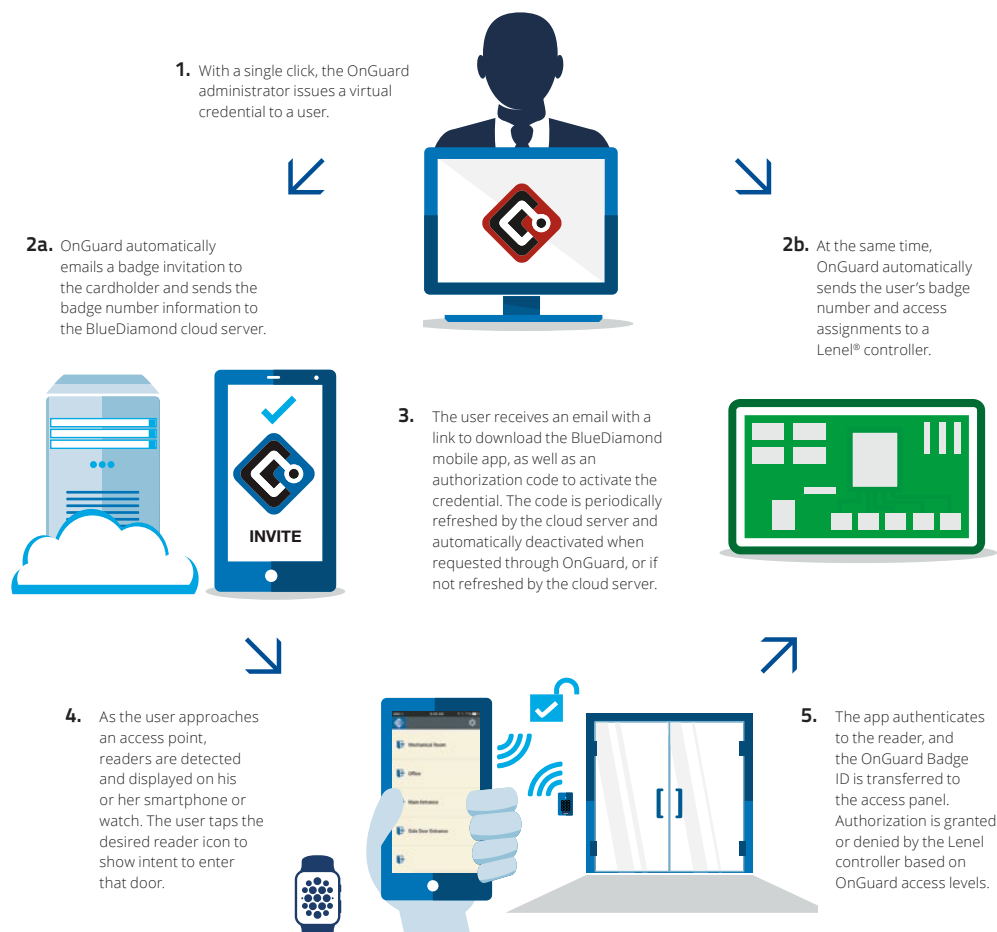 1. With a single click, the OnGuard
administrator issues a virtual
credential to a user.
2a. OnGuard automatically
emails a badge invitation to
the cardholder and sends the
badge number information to
the BlueDiamond cloud server.
2b. At the same time,
OnGuard automatically
sends the user’s badge
number and access
assignments to a
Lenel® controller.
INVITE
3. The user receives an email with a
link to download the BlueDiamond
mobile app, as well as an
authorization code to activate the
credential. The code is periodically
refreshed by the cloud server and
automatically deactivated when
requested through OnGuard, or if
not refreshed by the cloud server.
4. As the user approaches
an access point,
readers are detected
and displayed on his
or her smartphone or
watch. The user taps the
desired reader icon to
show intent to enter
that door.
Mechanical Room
Office
Main Entrance
Side Door Entrance
5. The app authenticates
to the reader, and
the OnGuard Badge
ID is transferred to
the access panel.
Authorization is granted
or denied by the Lenel
controller based on
OnGuard access levels.